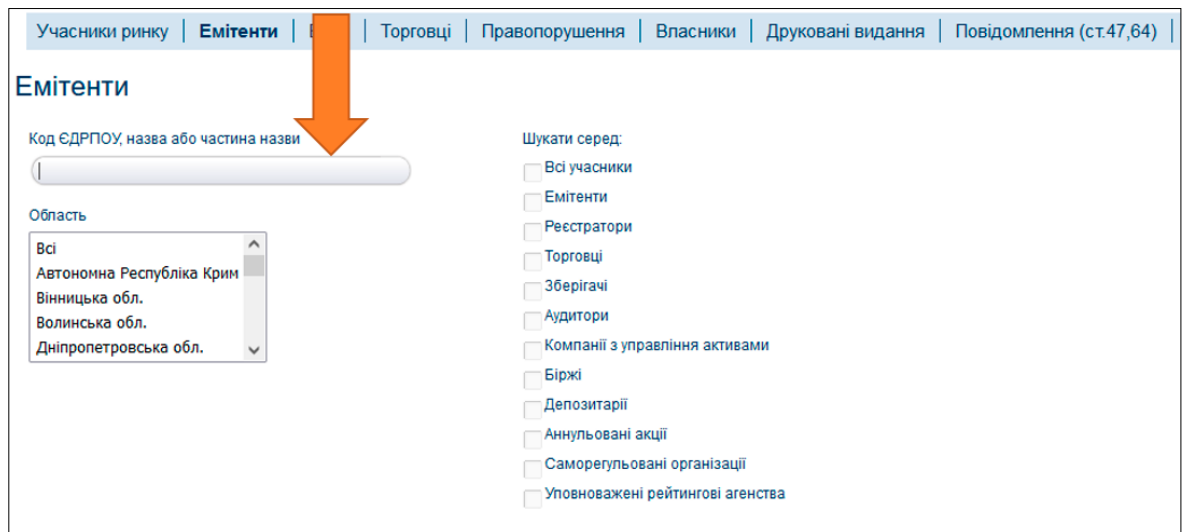 Учасники ринку | Емітенти | | Торговці | Правопорушення | Власники | Друковані видання | Повідомлення (ст.47,64) |
Емітенти
Код ЄДРПОУ, назва або частина назви
Область
Всі
Автономна Республіка Крим
Вінницька обл.
Волинська обл.
Дніпропетровська обл.
Шукати серед:
Всі учасники
Емітенти
Реєстратори
Торговці
Зберігачі
Аудитори
Компанії з управління активами
Біржі
Депозитарії
Аннульовані акції
Саморегульовані організації
Уповноважені рейтингові агенства